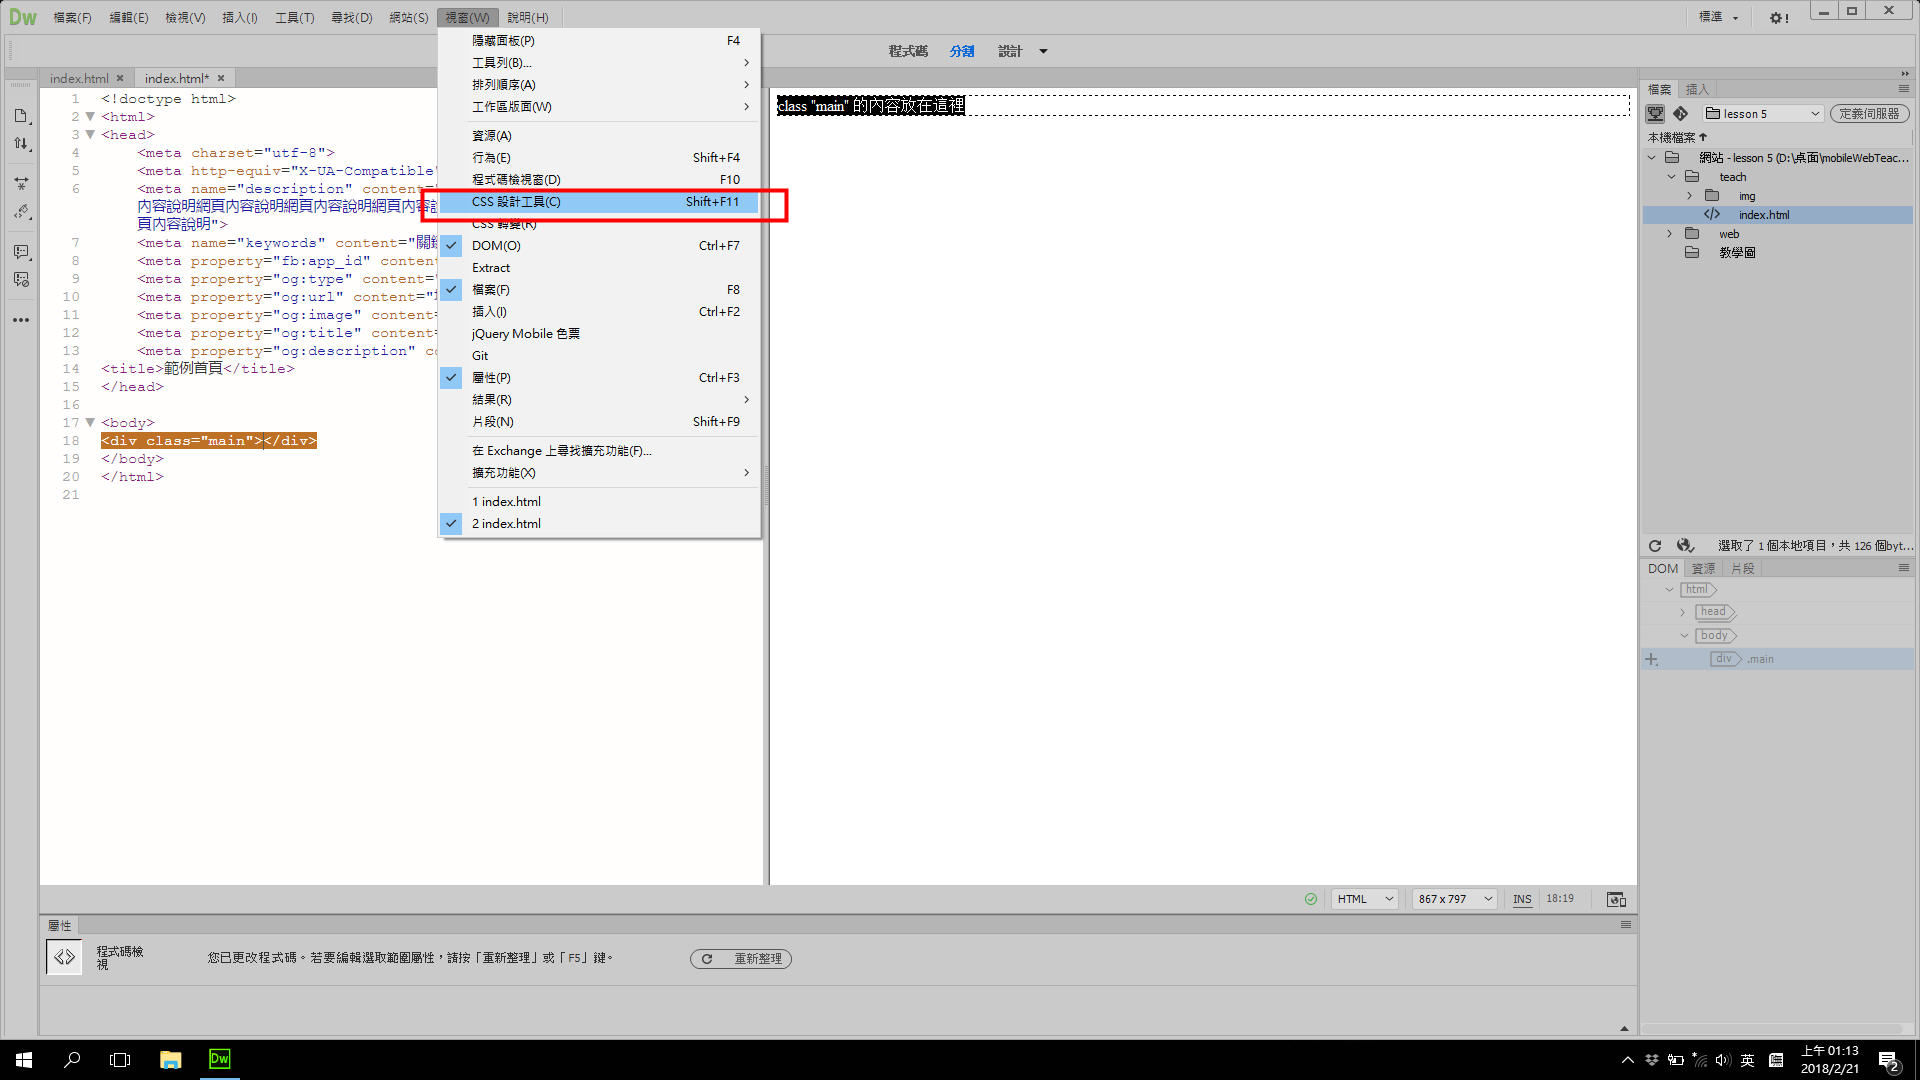 Dw 檔案(F) 編輯(E) 檢視(V) 插入(I) 工具(T) 尋找(D) 網站(S) 視窗(W) 說明(H) 標準
程式碼 分割 設計
index.html × index.html* ×
1 <!doctype html>
2 <html>
3 <head>
4 <meta charset="utf-8">
5 <meta http-equiv="X-UA-Compatible"
6 <meta name="description" content="
內容說明網頁內容說明網頁內容說明網頁內容
頁內容說明">
7 <meta name="keywords" content="關
8 <meta property="fb:app_id" conten
9 <meta property="og:type" content="
10 <meta property="og:url" content="
11 <meta property="og:image" content=
12 <meta property="og:title" content=
13 <meta property="og:description" co
14 <title>範例首頁</title>
15 </head>
16
17 <body>
18 <div class="main"></div>
19 </body>
20 </html>
21
隱藏面板(P) F4
工具列(B)...
排列順序(A)
工作區版面(W)
資源(A)
行為(E) Shift+F4
程式碼檢視窗(D) F10
CSS 設計工具(C) Shift+F11
CSS 轉變(R)
DOM(O) Ctrl+F7
Extract
檔案(F) F8
插入(I) Ctrl+F2
jQuery Mobile 色票
Git
屬性(P) Ctrl+F3
結果(R)
片段(N) Shift+F9
在 Exchange 上尋找擴充功能(F)...
擴充功能(X)
1 index.html
2 index.html
class "main" 的內容放在這裡
檔案 插入
lesson 5 定義伺服器
本機檔案
網站 - lesson 5 (D:\桌面\mobileWebTeac...
teach
img
index.html
web
教學圖
選取了 1 個本地項目，共 126 個byt...
DOM 資源 片段
html
head
body
div .main
HTML 867 x 797 INS 18:19
屬性
程式碼檢
視
您已更改程式碼。若要編輯選取範圍屬性，請按「重新整理」或「F5」鍵。 重新整理
Dw 英 上午 01:13
2018/2/21 2